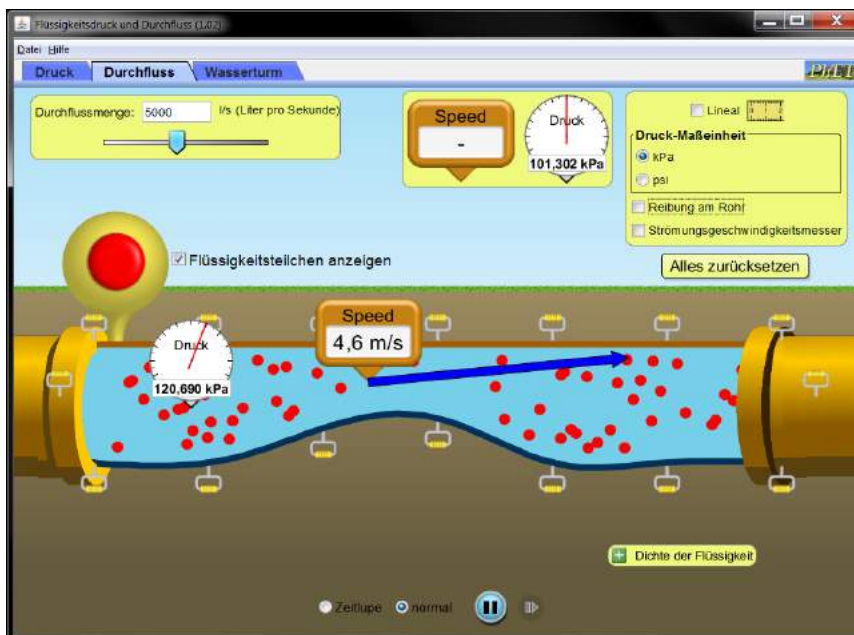 Flüssigkeitsdruck und Durchfluss (1.02)
Datei Hilfe
Druck Durchfluss Wasserturm PhET
Durchflussmenge: 5000 l/s (Liter pro Sekunde)
Speed
-
Druck
101,302 kPa
Lineal
Druck-Maßeinheit
kPa
psi
Reibung am Rohr
Strömungsgeschwindigkeitsmesser
Flüssigkeitsteilchen anzeigen
Alles zurücksetzen
Speed
4,6 m/s
Druck
120,690 kPa
Dichte der Flüssigkeit
Zeitlupe normal